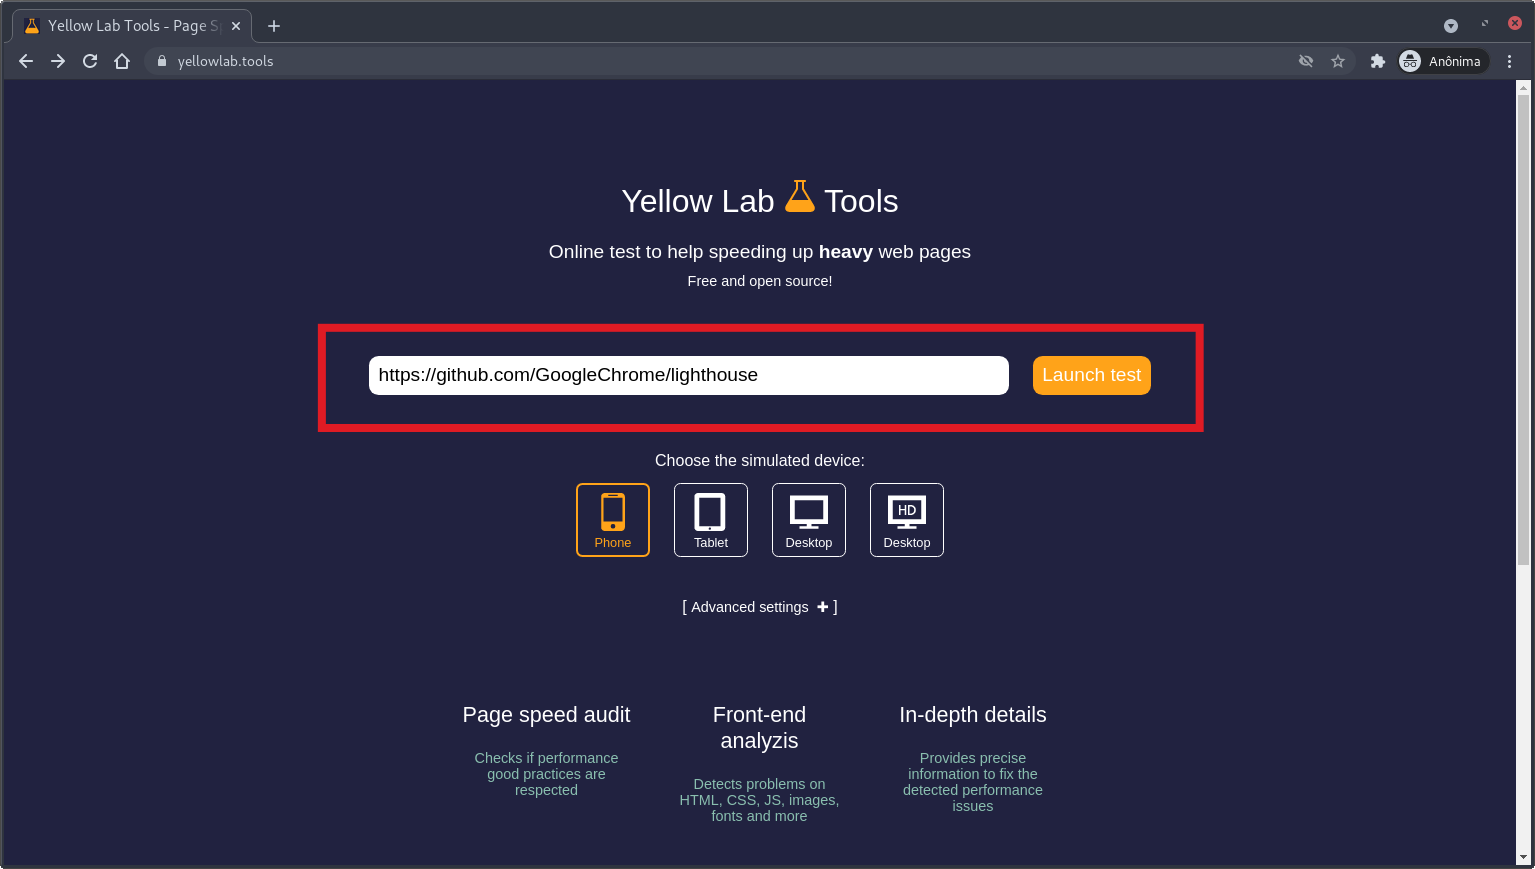 Yellow Lab Tools - Page S
yellowlab.tools
Anônima
Yellow Lab Tools
Online test to help speeding up heavy web pages
Free and open source!
https://github.com/GoogleChrome/lighthouse
Launch test
Choose the simulated device:
Phone
Tablet
Desktop
HD
Desktop
[ Advanced settings + ]
Page speed audit
Checks if performance
good practices are
respected
Front-end
analyzis
Detects problems on
HTML, CSS, JS, images,
fonts and more
In-depth details
Provides precise
information to fix the
detected performance
issues